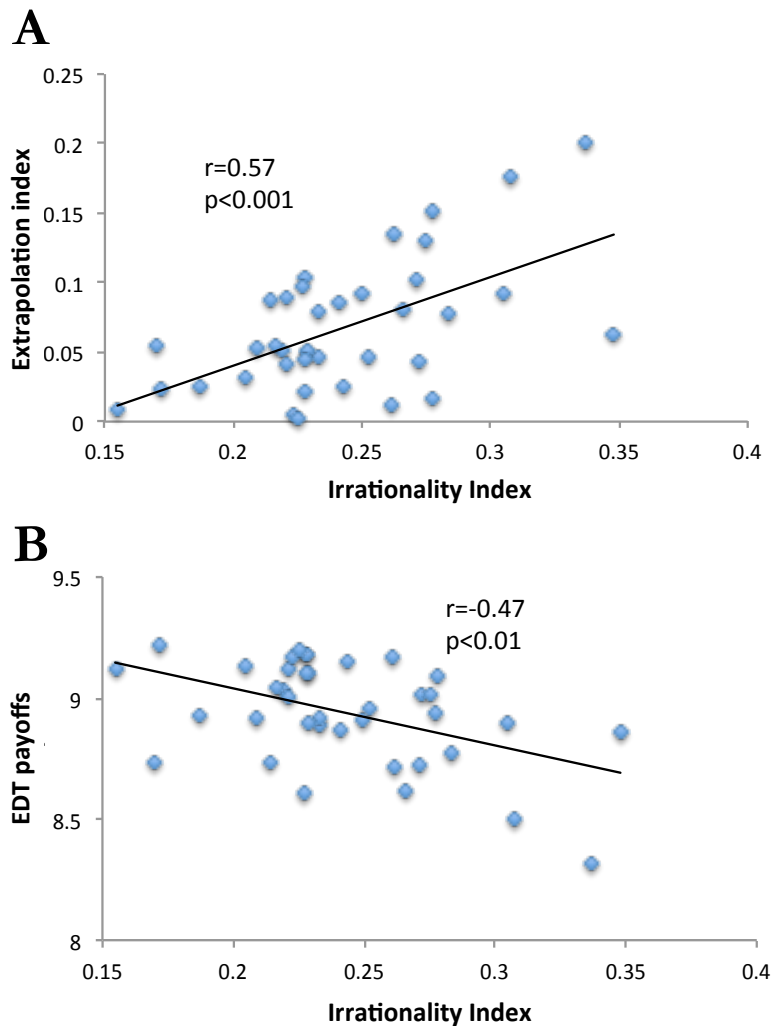 A
0.25
0.2
0.15
0.1
0.05
0
r=0.57
p<0.001
Extrapolation index
0.15 0.2 0.25 0.3 0.35 0.4
Irrationality Index
B
9.5
9
8.5
8
r=-0.47
p<0.01
EDT payoffs
0.15 0.2 0.25 0.3 0.35 0.4
Irrationality Index